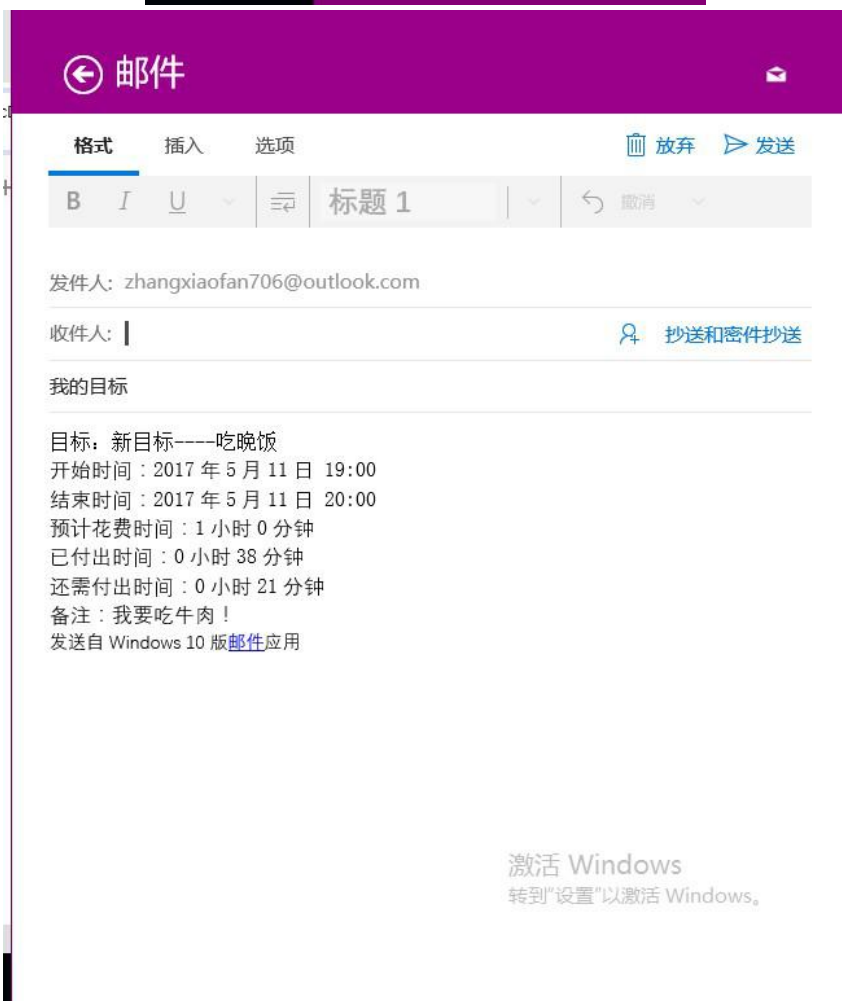 邮件
格式 插入 选项 放弃 发送
B I U 标题 1 撤消
发件人: zhangxiaofan706@outlook.com
收件人: 抄送和密件抄送
我的目标
目标：新目标----吃晚饭
开始时间：2017 年 5 月 11 日 19:00
结束时间：2017 年 5 月 11 日 20:00
预计花费时间：1 小时 0 分钟
已付出时间：0 小时 38 分钟
还需付出时间：0 小时 21 分钟
备注：我要吃牛肉！
发送自 Windows 10 版邮件应用
激活 Windows
转到“设置”以激活 Windows。